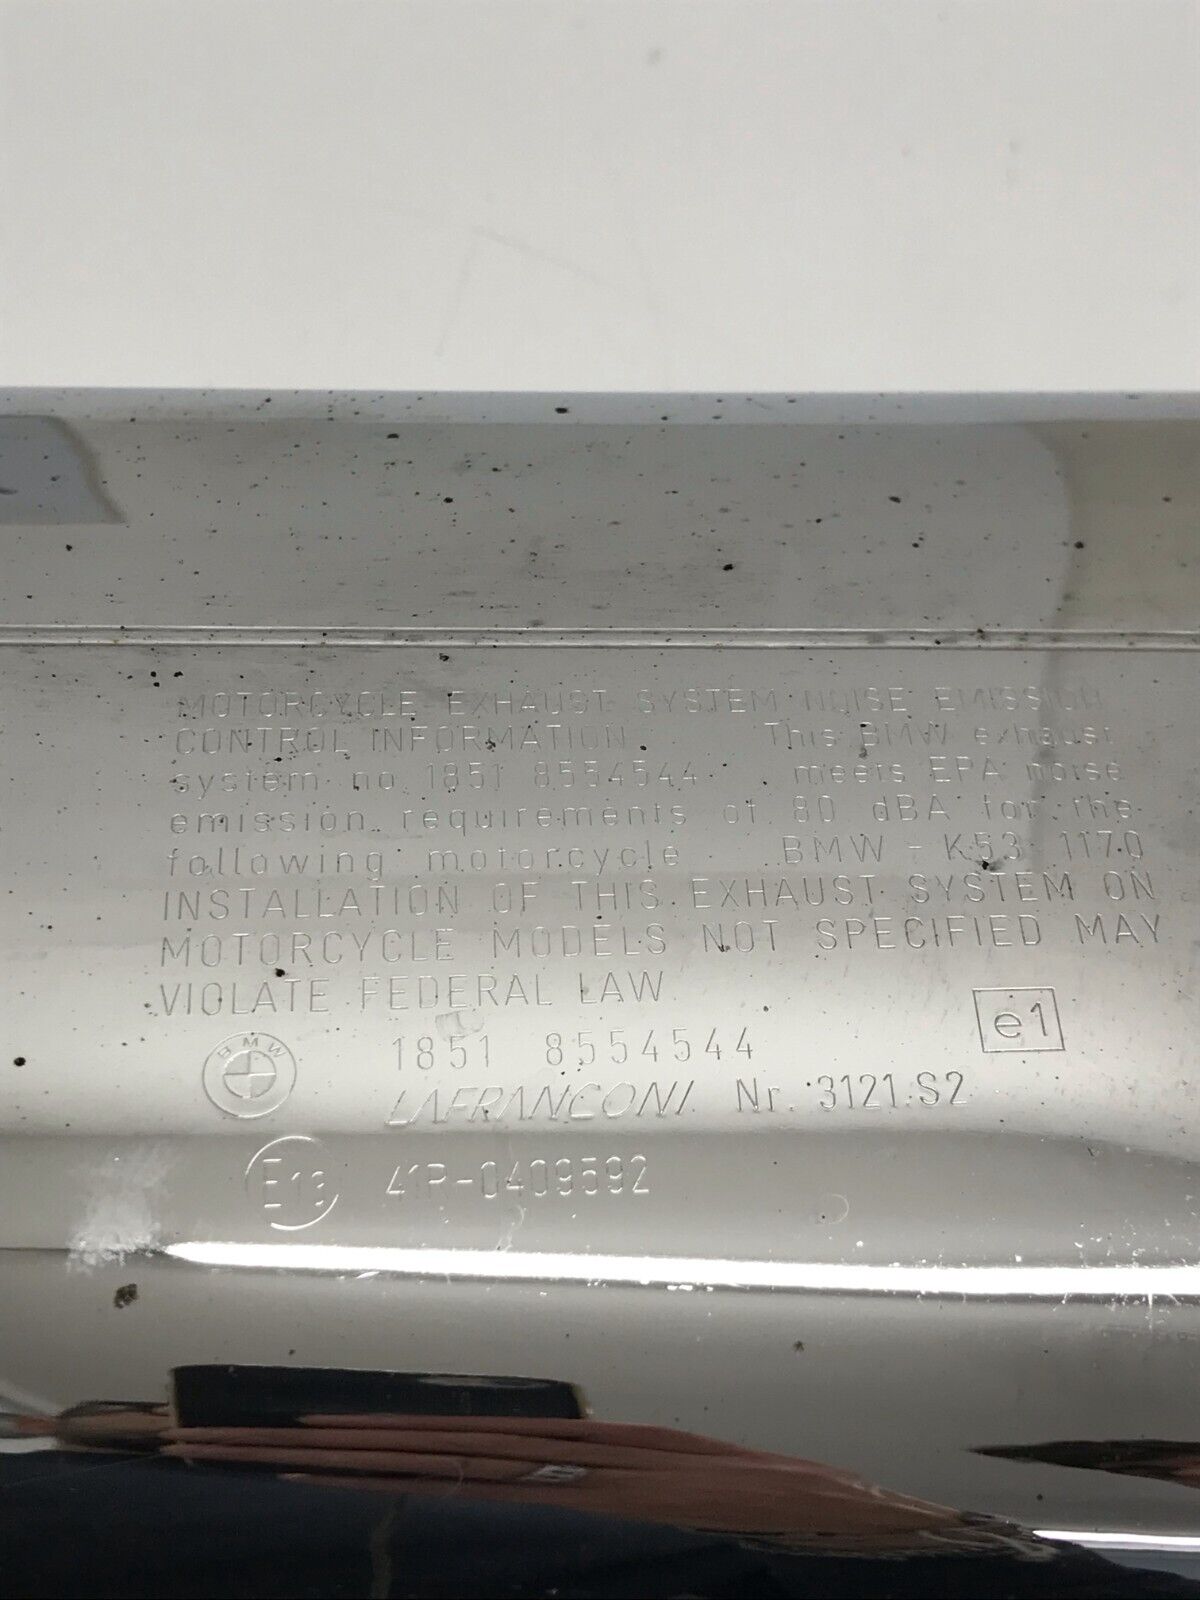 MOTORCYCLE EXHAUST SYSTEM NOISE EMISSION
CONTROL INFORMATION This BMW exhaust
system no 1851 8554544 meets EPA noise
emission requirements of 80 dBA for the
following motorcycle BMW - K53 1170
INSTALLATION OF THIS EXHAUST SYSTEM ON
MOTORCYCLE MODELS NOT SPECIFIED MAY
VIOLATE FEDERAL LAW
e1
BMW
1851 8554544
LAFRANCONI Nr. 3121.S2
E13 41R-0409592